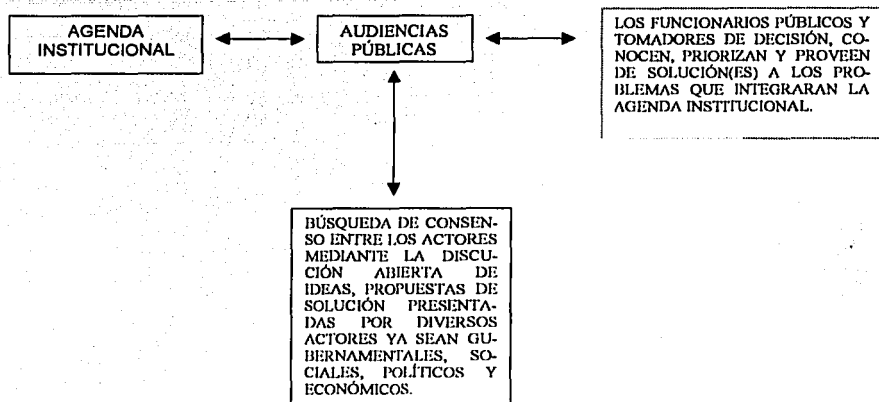 AGENDA
INSTITUCIONAL
AUDIENCIAS
PÚBLICAS
LOS FUNCIONARIOS PÚBLICOS Y
TOMADORES DE DECISIÓN, CO-
NOCEN, PRIORIZAN Y PROVEEN
DE SOLUCIÓN(ES) A LOS PRO-
BLEMAS QUE INTEGRARAN LA
AGENDA INSTITUCIONAL.
BÚSQUEDA DE CONSEN-
SO ENTRE LOS ACTORES
MEDIANTE LA DISCU-
CIÓN ABIERTA DE
IDEAS, PROPUESTAS DE
SOLUCIÓN PRESENTA-
DAS POR DIVERSOS
ACTORES YA SEAN GU-
BERNAMENTALES, SO-
CIALES, POLÍTICOS Y
ECONÓMICOS.